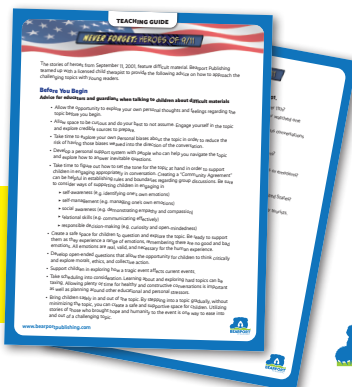 TEACHING GUIDE
NEVER FORGET: HEROES OF 9/11
The stories of heroes from September 11, 2001, feature difficult material. Bearport Publishing
teamed up with a licensed child therapist to provide the following advice on how to approach the
challenging topics with young readers.
Before You Begin
Advice for educators and guardians when talking to children about difficult materials
• Allow the opportunity to explore your own personal thoughts and feelings regarding the
topic before you begin.
• Allow space to be curious and do your best to not assume. Engage yourself in the topic
and explore credible sources to prepare.
• Take time to explore your own personal biases about the topic in order to reduce the
risk of having those biases into the direction of the conversation.
• Develop a personal support system with people who can help you navigate the topic
and explore how to answer inevitable questions.
• Take time to figure out how to set the tone for the topic at hand in order to support
children in engaging appropriately in conversation. Creating a "Community Agreement"
can be helpful in establishing rules and boundaries regarding group discussions. Be sure
to consider ways of supporting children in engaging in
• self-awareness (e.g. identifying one's own emotions)
• self-management (e.g. managing one's own emotions)
• social awareness (e.g. demonstrating empathy and compassion)
• relational skills (e.g. communicating effectively)
• responsible decision-making (e.g. curiosity and open-mindedness)
• Create a safe space for children to question and explore the topic. Be ready to support
them as they experience a range of emotions, remembering there are no good and bad
emotions. All emotions are real, valid, and necessary for the human experience.
• Develop open-ended questions that allow the opportunity for children to think critically
and explore morals, ethics, and collective action.
• Support children in exploring how a tragic event affects current events.
• Take scheduling into consideration. Learning about and exploring hard topics can be
taxing. Allowing plenty of time for healthy and constructive conversations is important
as well as planning around other educational and personal stressors.
• Bring children safely in and out of the topic. By stepping into a topic gradually, without
minimizing the topic, you can create a safe and supportive space for children. Utilizing
stories of those who brought hope and humanity to the event is one way to ease into
and out of a challenging topic.
www.bearportpublishing.com
BEARPORT
9/11
conversations
BEARPORT